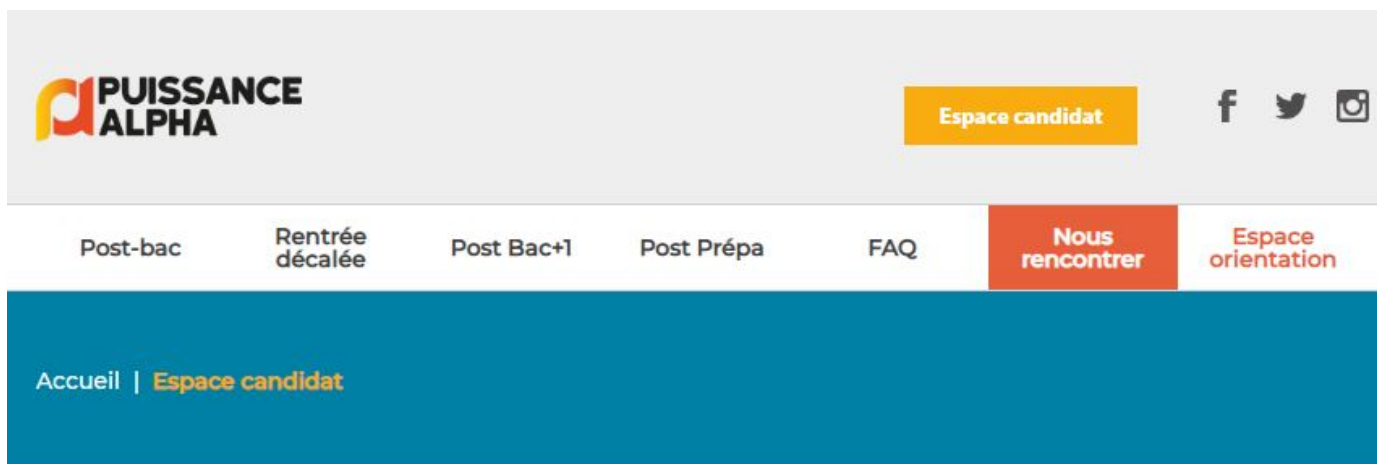 PUISSANCE
ALPHA
Espace candidat
Post-bac
Rentrée
décalée
Post Bac+1
Post Prépa
FAQ
Nous
rencontrer
Espace
orientation
Accueil | Espace candidat